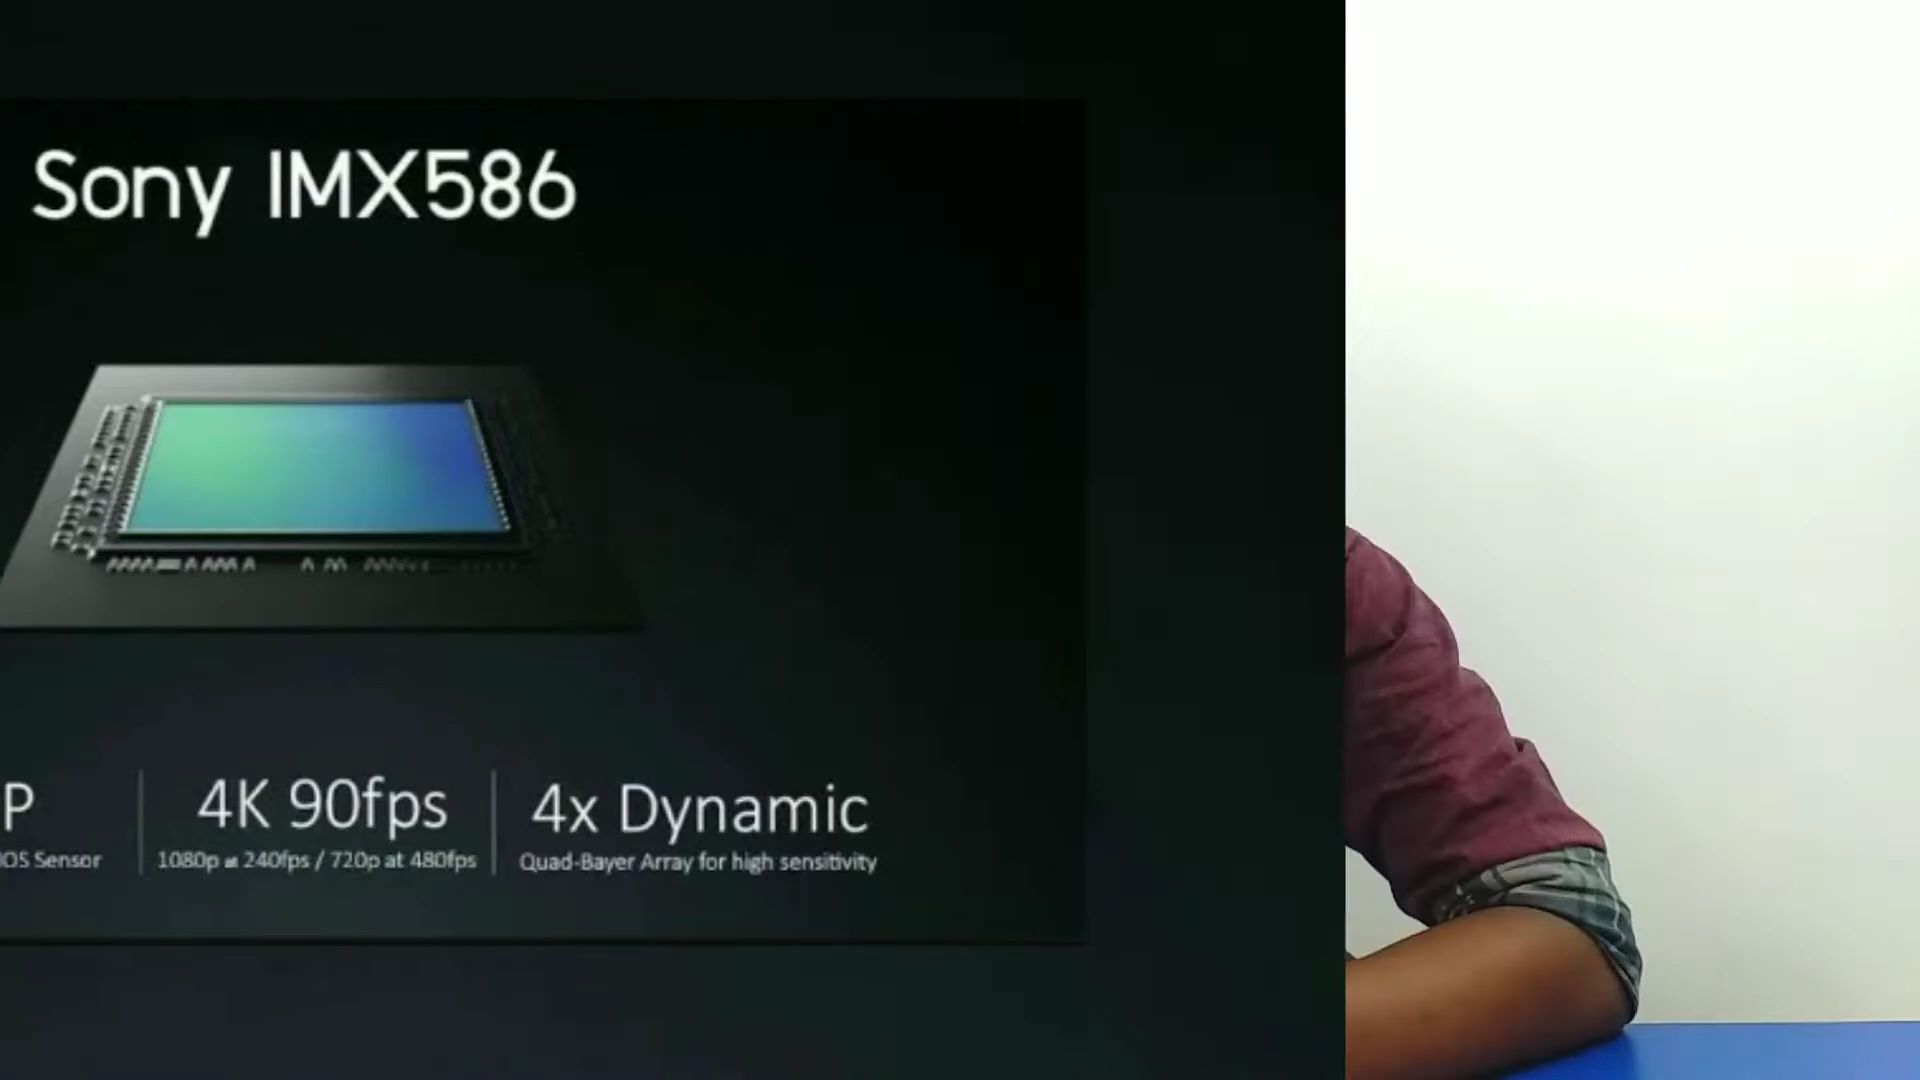 Sony IMX586
P
4K 90fps
4x Dynamic
IOS Sensor
1080p at 240fps / 720p at 480fps
Quad-Bayer Array for high sensitivity